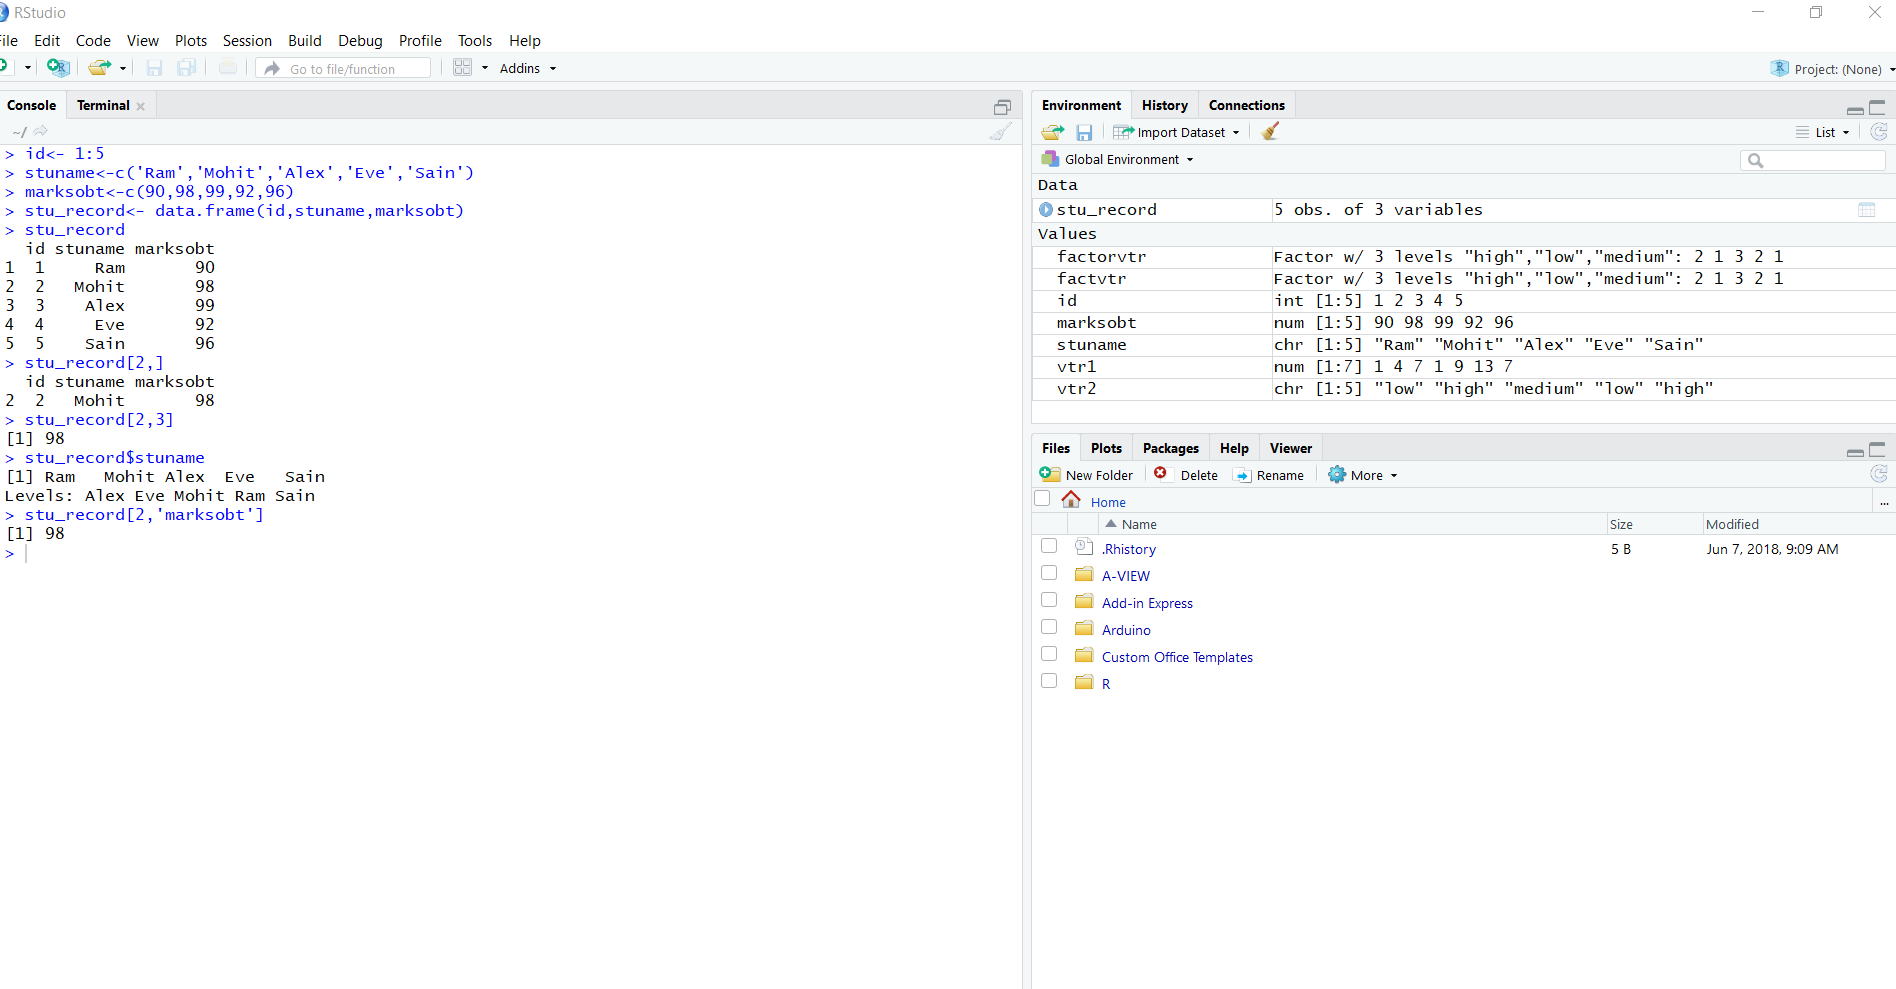 RStudio
File Edit Code View Plots Session Build Debug Profile Tools Help
Go to file/function Addins Project: (None)
Console Terminal
~/
> id<- 1:5
> stuname<-c('Ram','Mohit','Alex','Eve','Sain')
> marksobt<-c(90,98,99,92,96)
> stu_record<- data.frame(id,stuname,marksobt)
> stu_record
  id stuname marksobt
1  1     Ram       90
2  2   Mohit       98
3  3    Alex       99
4  4     Eve       92
5  5    Sain       96
> stu_record[2,]
  id stuname marksobt
2  2   Mohit       98
> stu_record[2,3]
[1] 98
> stu_record$stuname
[1] Ram   Mohit Alex  Eve   Sain
Levels: Alex Eve Mohit Ram Sain
> stu_record[2,'marksobt']
[1] 98
>
Environment History Connections
Import Dataset List
Global Environment
Data
stu_record 5 obs. of 3 variables
Values
factorvtr Factor w/ 3 levels "high","low","medium": 2 1 3 2 1
factvtr Factor w/ 3 levels "high","low","medium": 2 1 3 2 1
id int [1:5] 1 2 3 4 5
marksobt num [1:5] 90 98 99 92 96
stuname chr [1:5] "Ram" "Mohit" "Alex" "Eve" "Sain"
vtr1 num [1:7] 1 4 7 1 9 13 7
vtr2 chr [1:5] "low" "high" "medium" "low" "high"
Files Plots Packages Help Viewer
New Folder Delete Rename More
Home ...
Name Size Modified
.Rhistory 5 B Jun 7, 2018, 9:09 AM
A-VIEW
Add-in Express
Arduino
Custom Office Templates
R